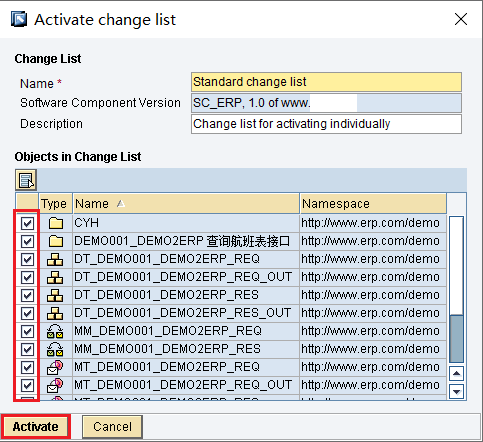 Activate change list
Change List
Name *
Standard change list
Software Component Version
SC_ERP, 1.0 of www.
Description
Change list for activating individually
Objects in Change List
Type Name Namespace
CYH http://www.erp.com/demo
DEMO001_DEMO2ERP 查询航班表接口 http://www.erp.com/demo
DT_DEMO001_DEMO2ERP_REQ http://www.erp.com/demo
DT_DEMO001_DEMO2ERP_REQ_OUT http://www.erp.com/demo
DT_DEMO001_DEMO2ERP_RES http://www.erp.com/demo
DT_DEMO001_DEMO2ERP_RES_OUT http://www.erp.com/demo
MM_DEMO001_DEMO2ERP_REQ http://www.erp.com/demo
MM_DEMO001_DEMO2ERP_RES http://www.erp.com/demo
MT_DEMO001_DEMO2ERP_REQ http://www.erp.com/demo
MT_DEMO001_DEMO2ERP_REQ_OUT http://www.erp.com/demo
Activate Cancel